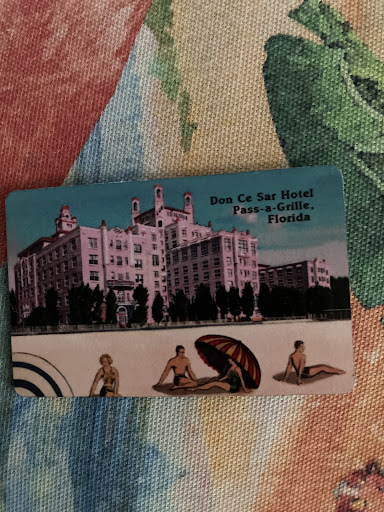 Don Ce Sar Hotel
Pass-a-Grille,
Florida